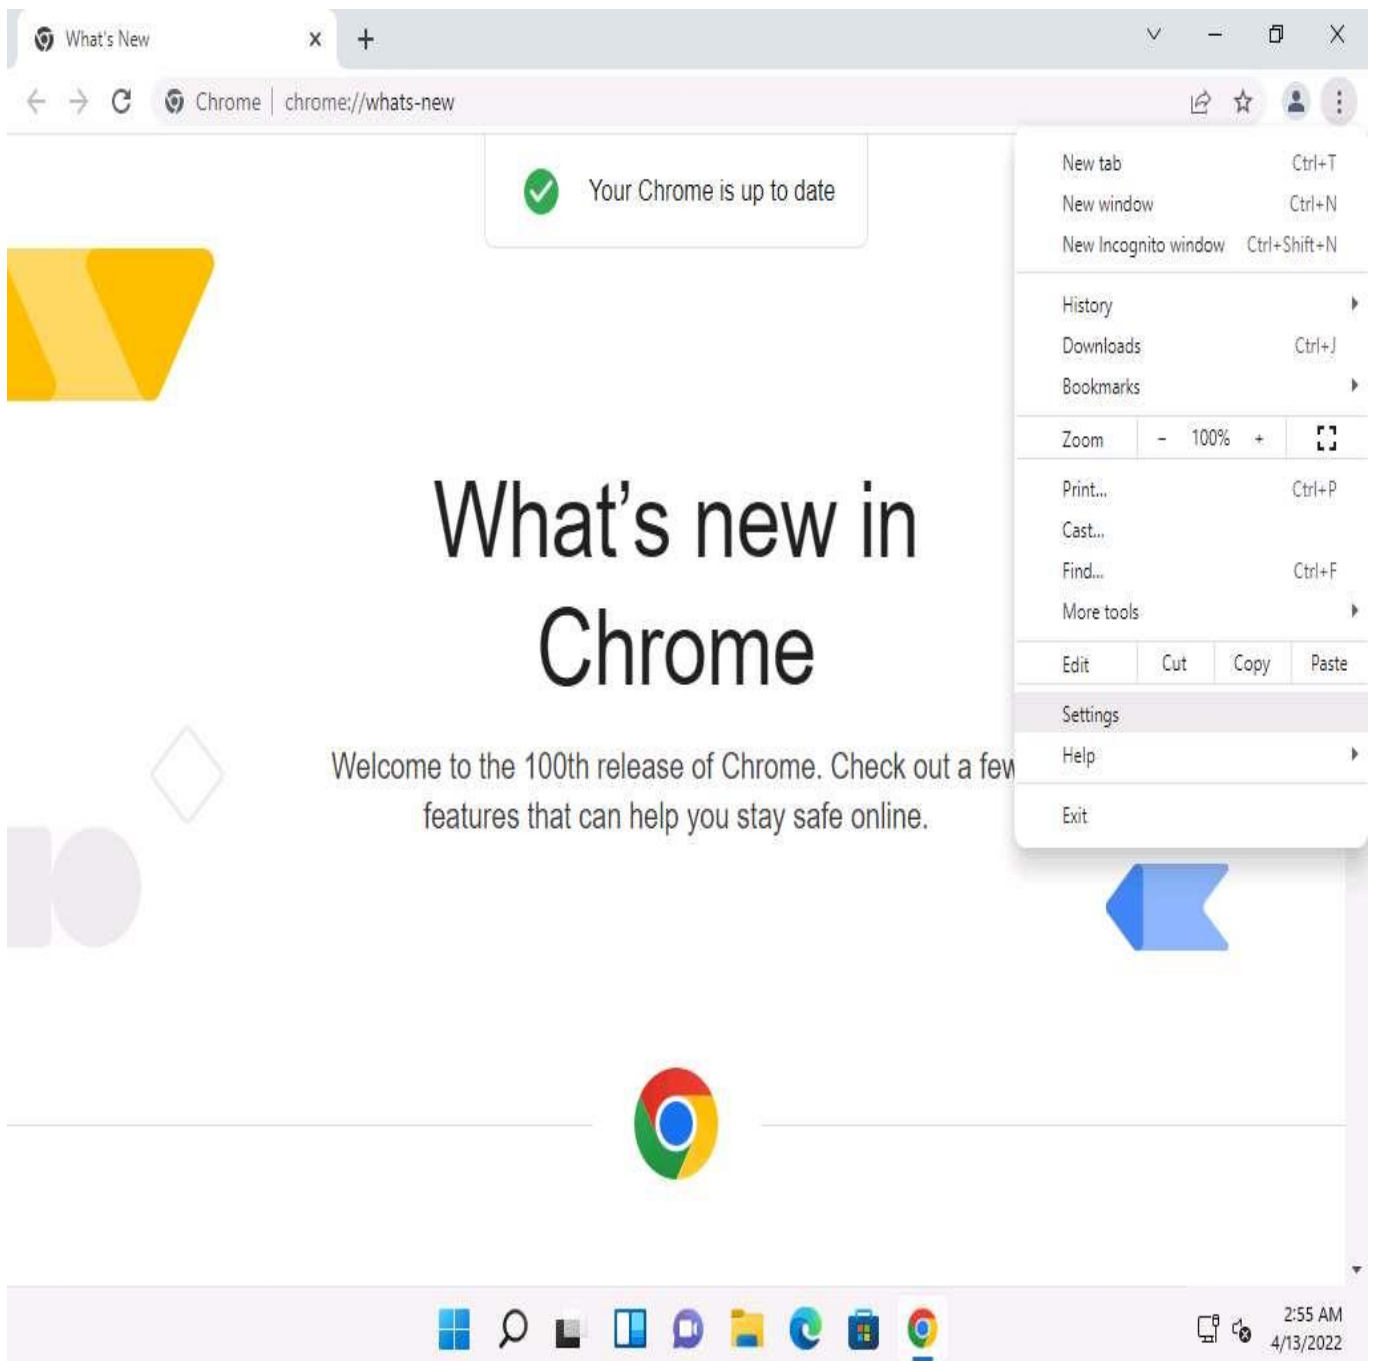 What's New
Chrome | chrome://whats-new
Your Chrome is up to date
New tab Ctrl+T
New window Ctrl+N
New Incognito window Ctrl+Shift+N
History
Downloads Ctrl+J
Bookmarks
Zoom - 100% +
Print... Ctrl+P
Cast...
Find... Ctrl+F
More tools
Edit Cut Copy Paste
Settings
Help
Exit
What's new in
Chrome
Welcome to the 100th release of Chrome. Check out a few
features that can help you stay safe online.
2:55 AM
4/13/2022